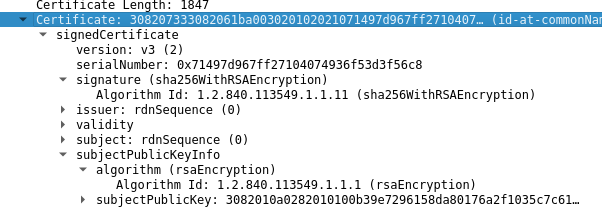 Certificate Length: 1847
Certificate: 308207333082061ba003020102021071497d967ff2710407… (id-at-commonNam
signedCertificate
version: v3 (2)
serialNumber: 0x71497d967ff27104074936f53d3f56c8
signature (sha256WithRSAEncryption)
Algorithm Id: 1.2.840.113549.1.1.11 (sha256WithRSAEncryption)
issuer: rdnSequence (0)
validity
subject: rdnSequence (0)
subjectPublicKeyInfo
algorithm (rsaEncryption)
Algorithm Id: 1.2.840.113549.1.1.1 (rsaEncryption)
subjectPublicKey: 3082010a0282010100b39e7296158da80176a2f1035c7c61…